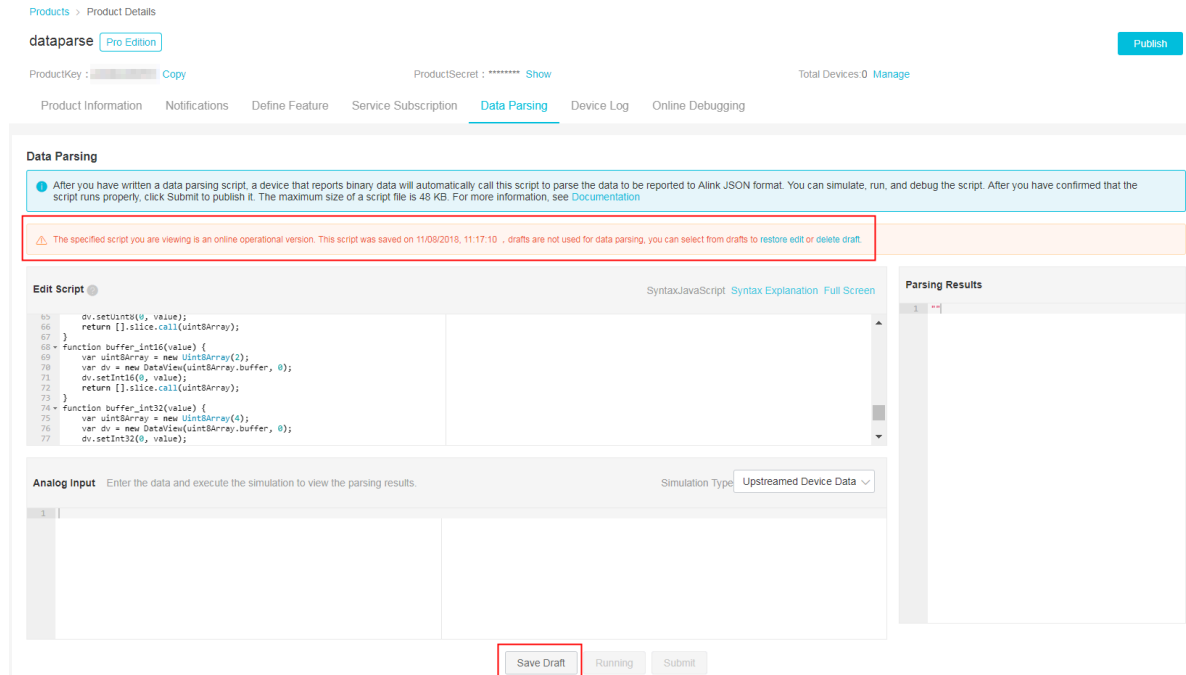 Products > Product Details
dataparse Pro Edition
Publish
ProductKey : Copy ProductSecret : ******** Show Total Devices:0 Manage
Product Information Notifications Define Feature Service Subscription Data Parsing Device Log Online Debugging
Data Parsing
After you have written a data parsing script, a device that reports binary data will automatically call this script to parse the data to be reported to Alink JSON format. You can simulate, run, and debug the script. After you have confirmed that the
script runs properly, click Submit to publish it. The maximum size of a script file is 48 KB. For more information, see Documentation
The specified script you are viewing is an online operational version. This script was saved on 11/08/2018, 11:17:10 . drafts are not used for data parsing, you can select from drafts to restore edit or delete draft.
Edit Script SyntaxJavaScript Syntax Explanation Full Screen
65 dv.setUint8(0, value);
66 return [].slice.call(uint8Array);
67 }
68 function buffer_int16(value) {
69 var uint8Array = new Uint8Array(2);
70 var dv = new DataView(uint8Array.buffer, 0);
71 dv.setInt16(0, value);
72 return [].slice.call(uint8Array);
73 }
74 function buffer_int32(value) {
75 var uint8Array = new Uint8Array(4);
76 var dv = new DataView(uint8Array.buffer, 0);
77 dv.setInt32(0, value);
Parsing Results
1 ""
Analog Input Enter the data and execute the simulation to view the parsing results. Simulation Type Upstreamed Device Data
1
Save Draft Running Submit